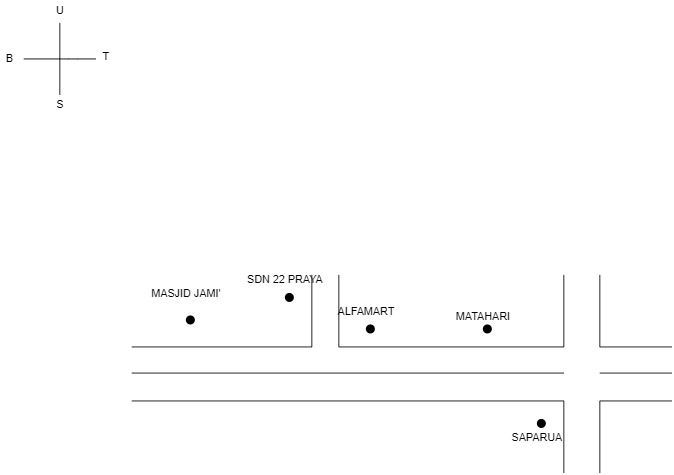 U
B
T
S
SDN 22 PRAYA
MASJID JAMI'
ALFAMART
MATAHARI
SAPARUA